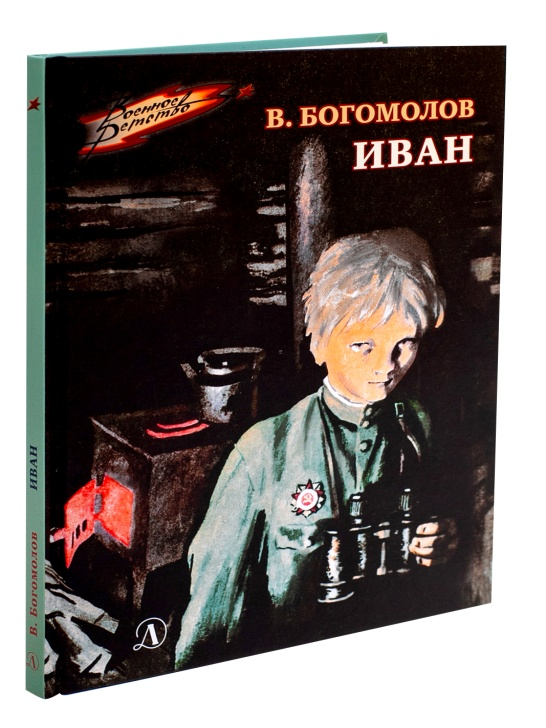 Военное
Детство
В. БОГОМОЛОВ
ИВАН
В. БОГОМОЛОВ ИВАН
Д